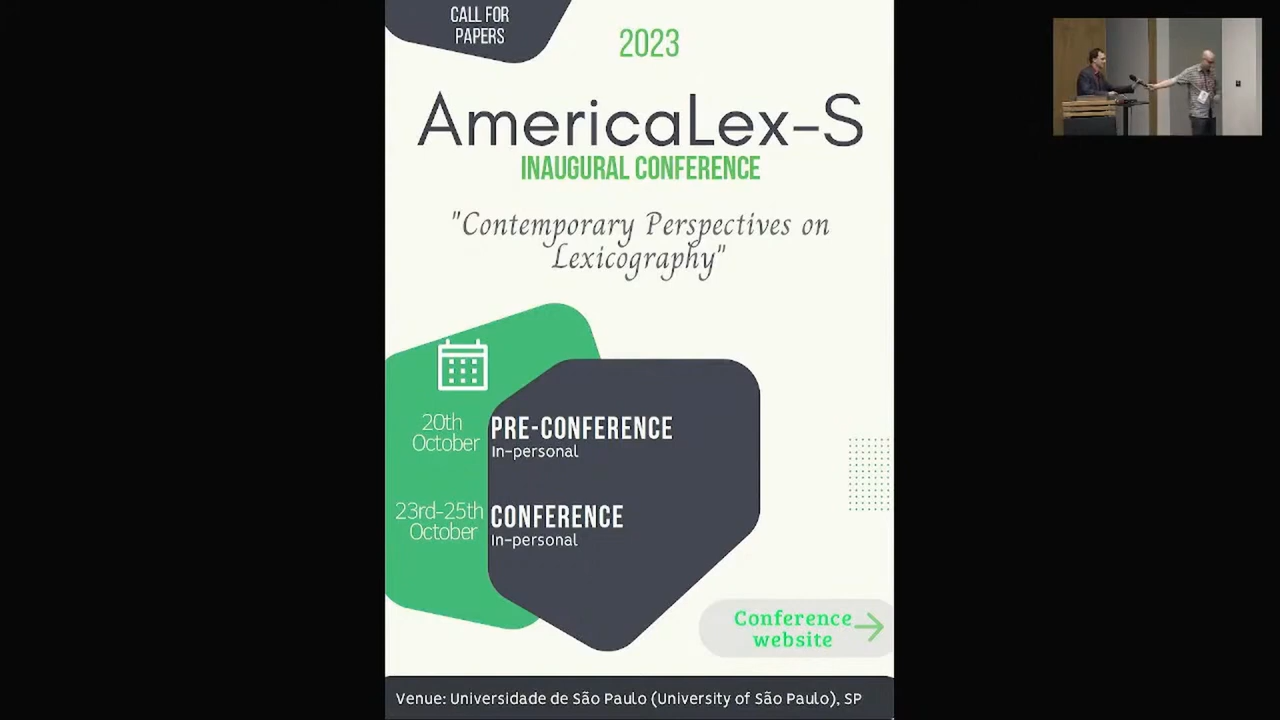 CALL FOR
PAPERS
2023
AmericaLex-S
INAUGURAL CONFERENCE
"Contemporary Perspectives on
Lexicography"
20th
October
PRE-CONFERENCE
In-personal
23rd-25th
October
CONFERENCE
In-personal
Conference
website
Venue: Universidade de São Paulo (University of São Paulo), SP